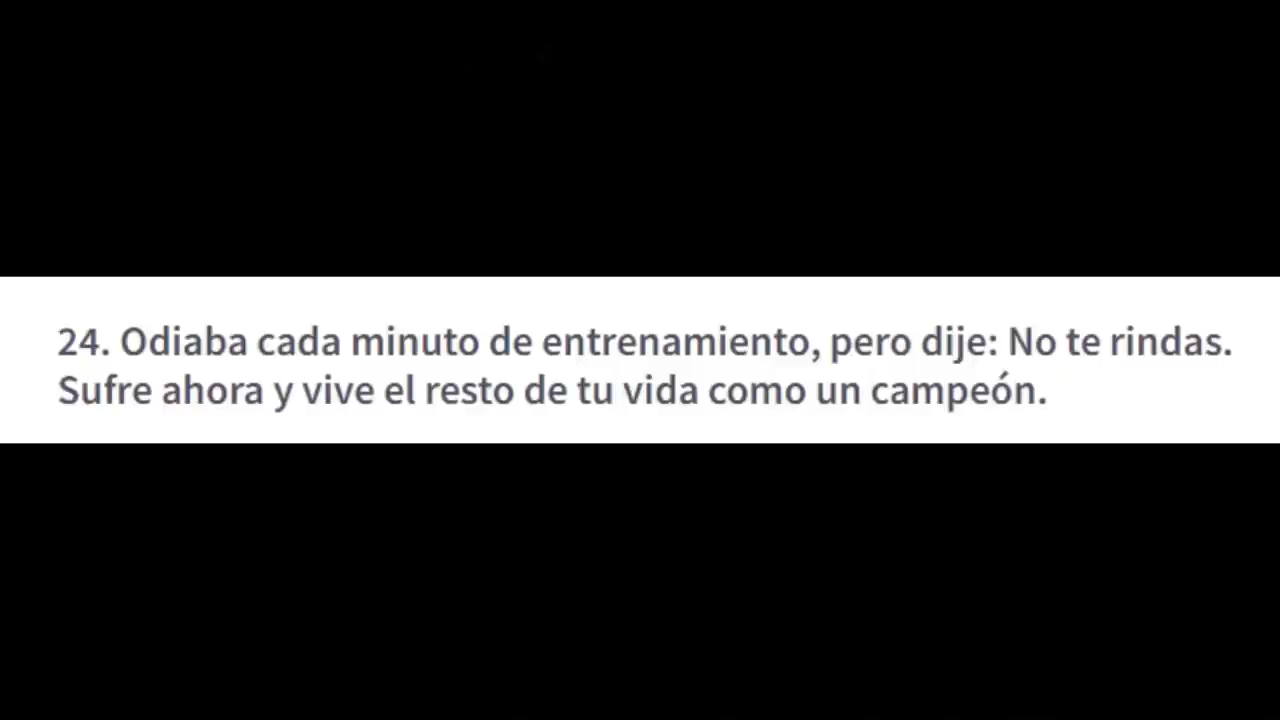 24. Odiaba cada minuto de entrenamiento, pero dije: No te rindas.
Sufre ahora y vive el resto de tu vida como un campeón.